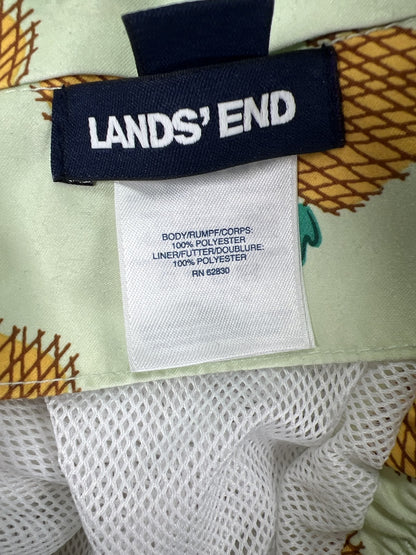 LANDS' END
BODY/RUMPF/CORPS:
100% POLYESTER
LINER/FUTTER/DOUBLURE:
100% POLYESTER
RN 62830